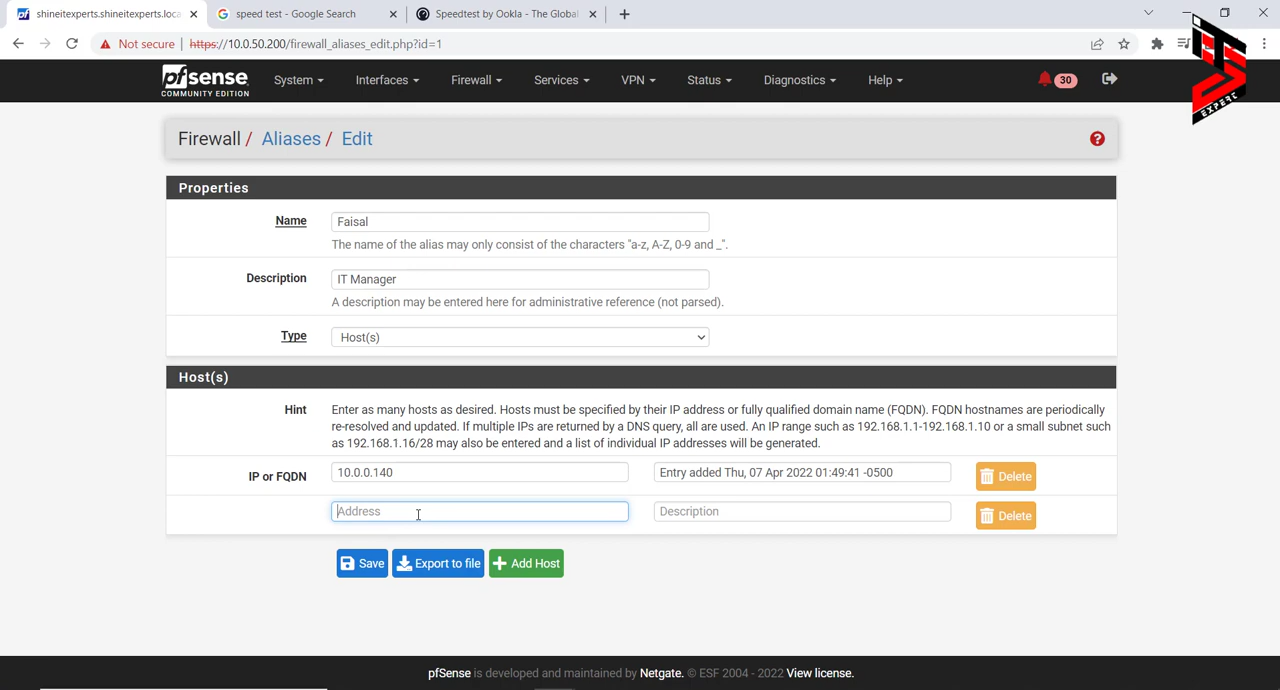 shineitexperts.shineitexperts.loca
speed test - Google Search
Speedtest by Ookla - The Global
Not secure
https://10.0.50.200/firewall_aliases_edit.php?id=1
ITS
EXPERT
pfsense
COMMUNITY EDITION
System
Interfaces
Firewall
Services
VPN
Status
Diagnostics
Help
30
Firewall / Aliases / Edit
Properties
Name
Faisal
The name of the alias may only consist of the characters "a-z, A-Z, 0-9 and _".
Description
IT Manager
A description may be entered here for administrative reference (not parsed).
Type
Host(s)
Host(s)
Hint
Enter as many hosts as desired. Hosts must be specified by their IP address or fully qualified domain name (FQDN). FQDN hostnames are periodically
re-resolved and updated. If multiple IPs are returned by a DNS query, all are used. An IP range such as 192.168.1.1-192.168.1.10 or a small subnet such
as 192.168.1.16/28 may also be entered and a list of individual IP addresses will be generated.
IP or FQDN
10.0.0.140
Entry added Thu, 07 Apr 2022 01:49:41 -0500
Delete
Address
Description
Delete
Save
Export to file
Add Host
pfSense is developed and maintained by Netgate. © ESF 2004 - 2022 View license.